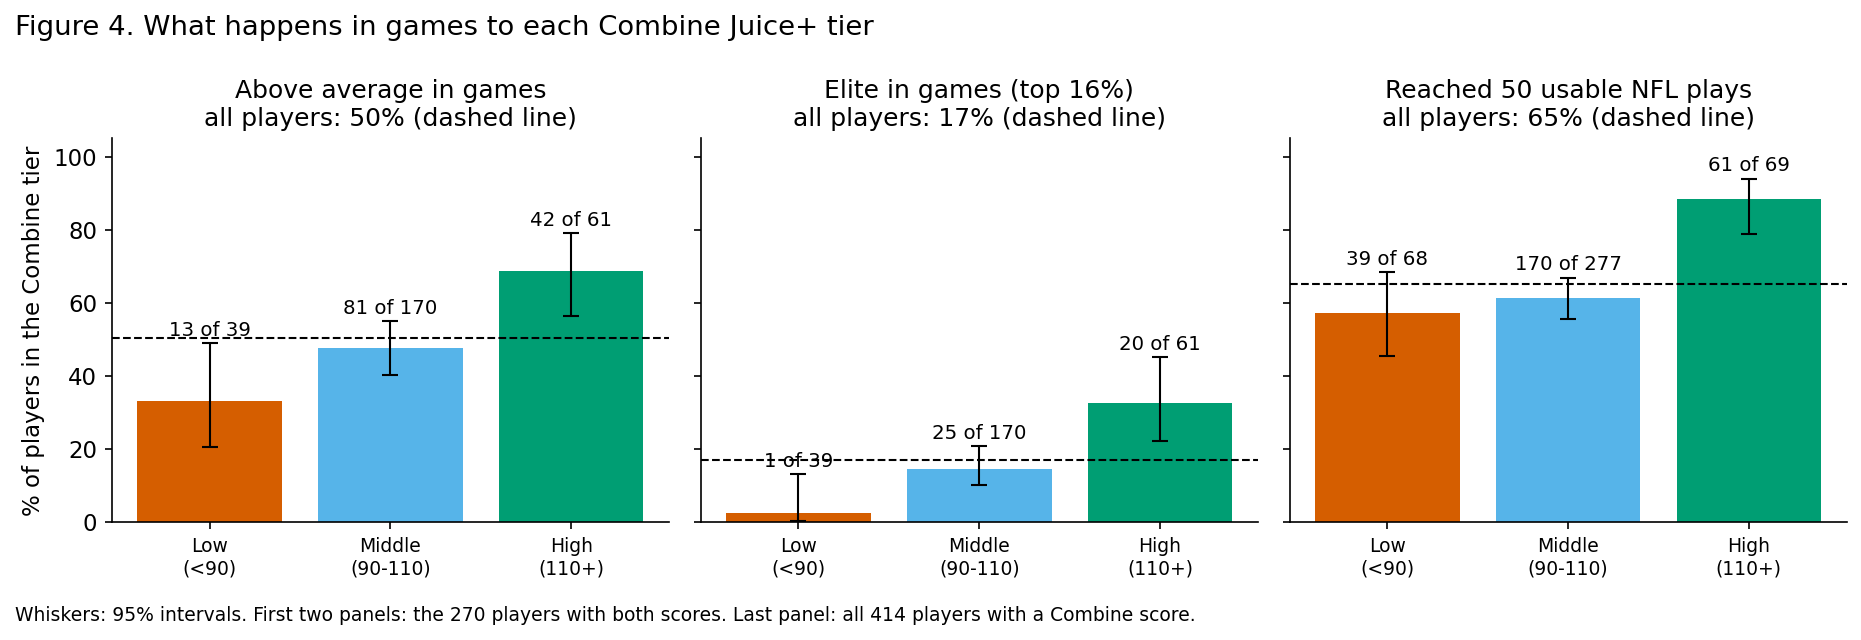 Figure 4. What happens in games to each Combine Juice+ tier
Above average in games
all players: 50% (dashed line)
Elite in games (top 16%)
all players: 17% (dashed line)
Reached 50 usable NFL plays
all players: 65% (dashed line)
% of players in the Combine tier
100
80
60
40
20
0
13 of 39
81 of 170
42 of 61
Low
(<90)
Middle
(90-110)
High
(110+)
1 of 39
25 of 170
20 of 61
Low
(<90)
Middle
(90-110)
High
(110+)
39 of 68
170 of 277
61 of 69
Low
(<90)
Middle
(90-110)
High
(110+)
Whiskers: 95% intervals. First two panels: the 270 players with both scores. Last panel: all 414 players with a Combine score.